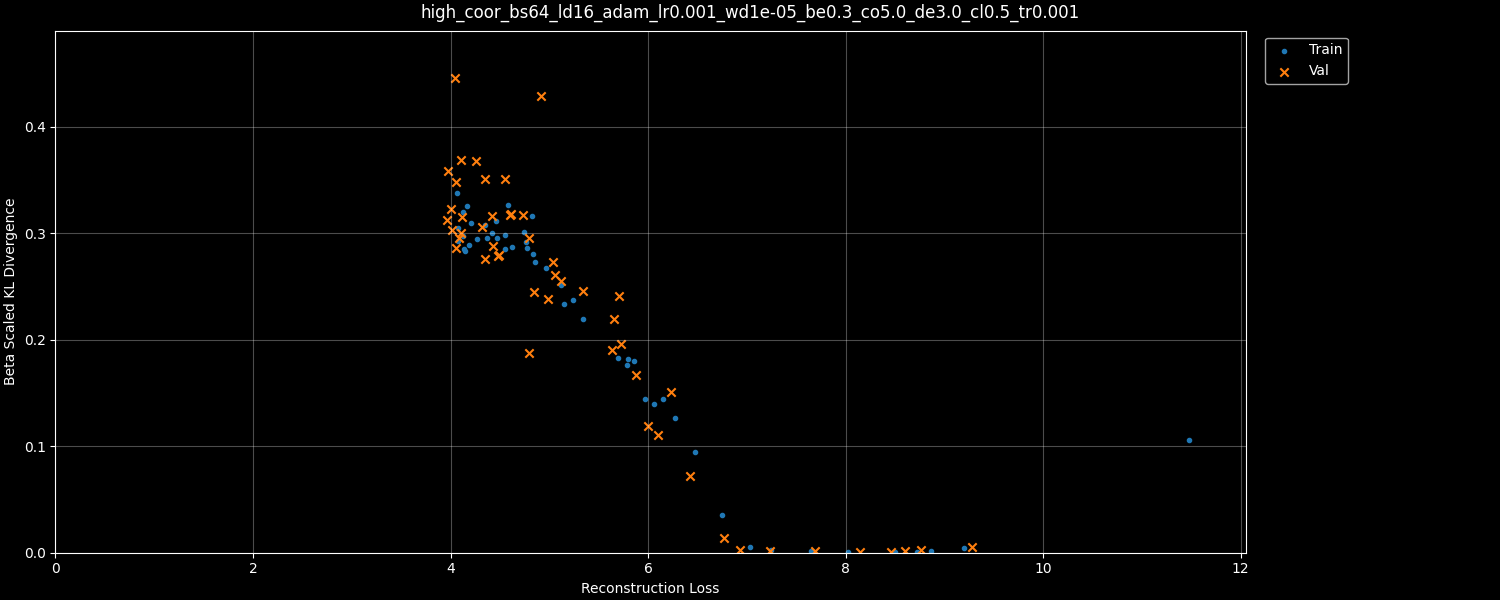 high_coor_bs64_ld16_adam_lr0.001_wd1e-05_be0.3_co5.0_de3.0_cl0.5_tr0.001
Train
Val
Beta Scaled KL Divergence
0.4
0.3
0.2
0.1
0.0
0 2 4 6 8 10 12
Reconstruction Loss